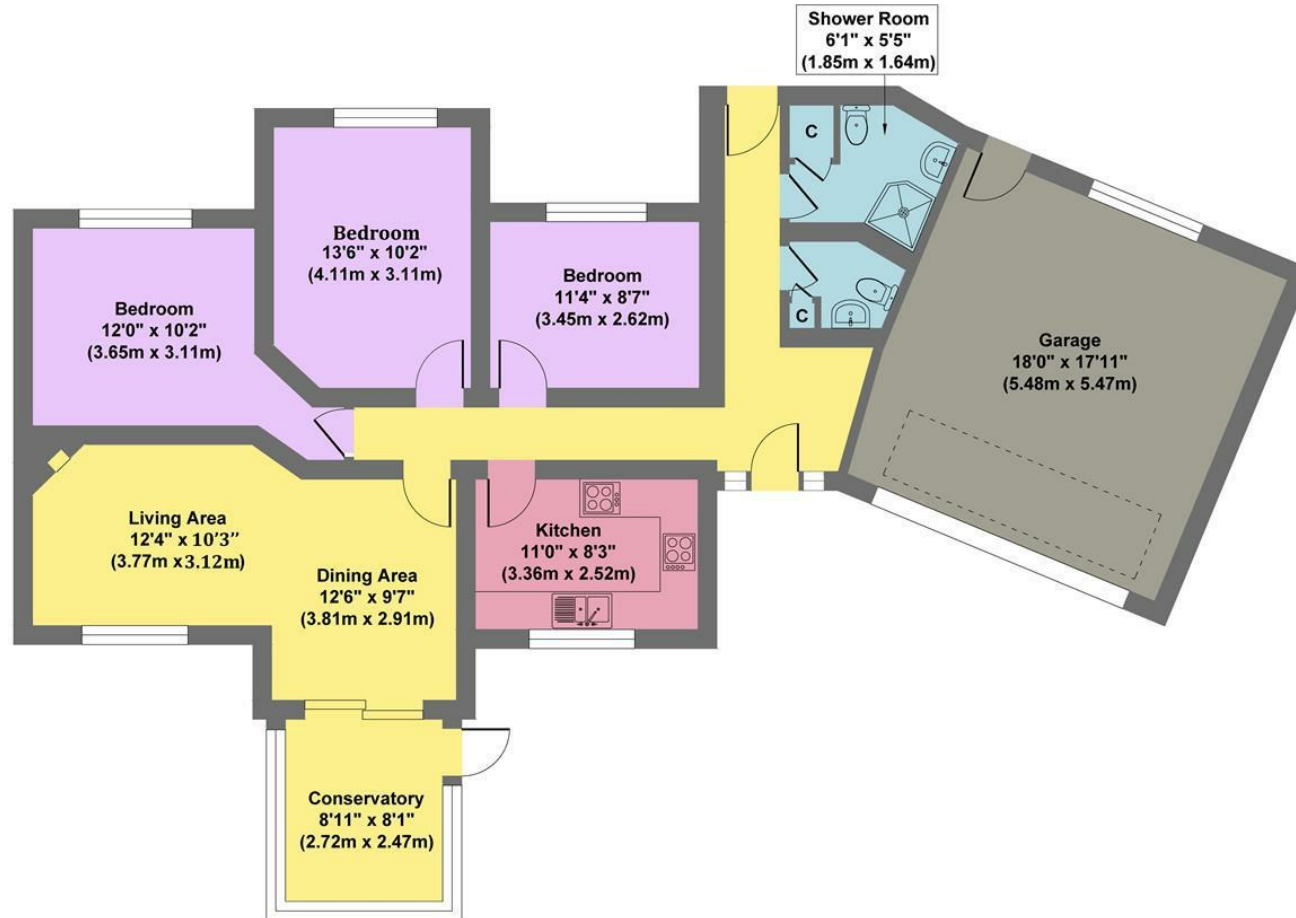 Shower Room
6'1" x 5'5"
(1.85m x 1.64m)
C
Bedroom
13'6" x 10'2"
(4.11m x 3.11m)
Bedroom
12'0" x 10'2"
(3.65m x 3.11m)
Bedroom
11'4" x 8'7"
(3.45m x 2.62m)
C
Garage
18'0" x 17'11"
(5.48m x 5.47m)
Living Area
12'4" x 10'3"
(3.77m x 3.12m)
Dining Area
12'6" x 9'7"
(3.81m x 2.91m)
Kitchen
11'0" x 8'3"
(3.36m x 2.52m)
Conservatory
8'11" x 8'1"
(2.72m x 2.47m)